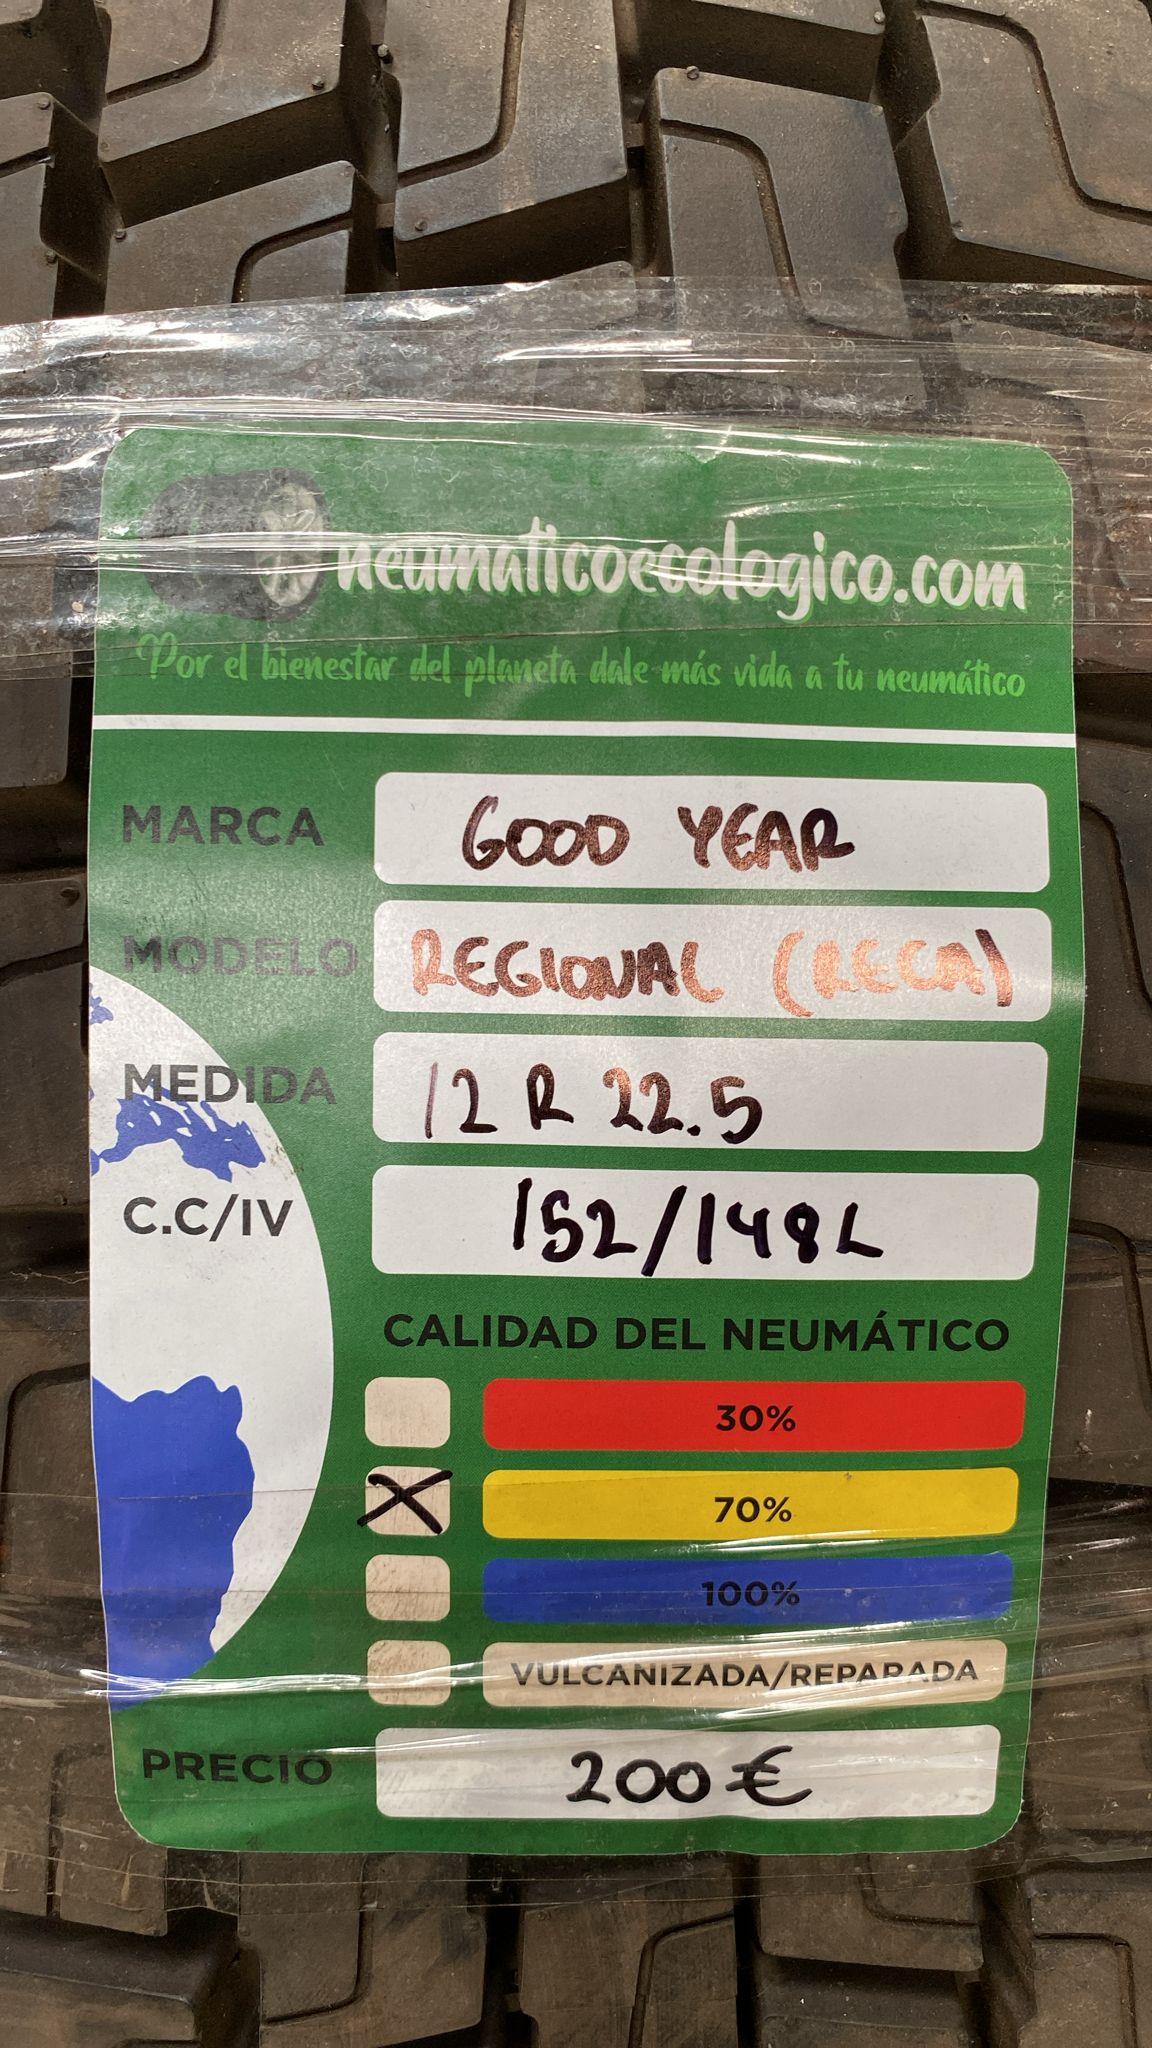 neumaticoecologico.com
Por el bienestar del planeta dale más vida a tu neumático
MARCA GOOD YEAR
MODELO REGIONAL (RECA)
MEDIDA 12 R 22.5
C.C/IV 152/148L
CALIDAD DEL NEUMÁTICO
30%
X 70%
100%
VULCANIZADA/REPARADA
PRECIO 200€